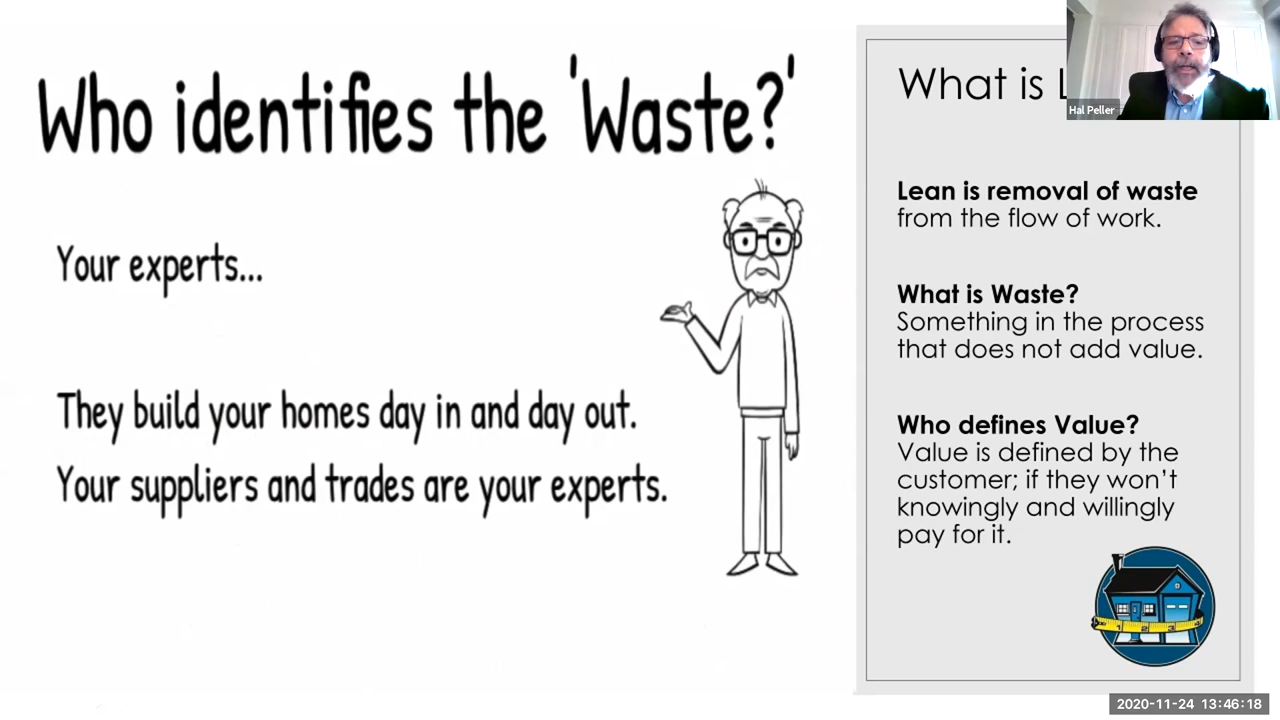 Who identifies the 'Waste?'
Your experts...
They build your homes day in and day out.
Your suppliers and trades are your experts.
What is
Lean is removal of waste
from the flow of work.
What is Waste?
Something in the process
that does not add value.
Who defines Value?
Value is defined by the
customer; if they won't
knowingly and willingly
pay for it.
Hal Peller
2020-11-24 13:46:18